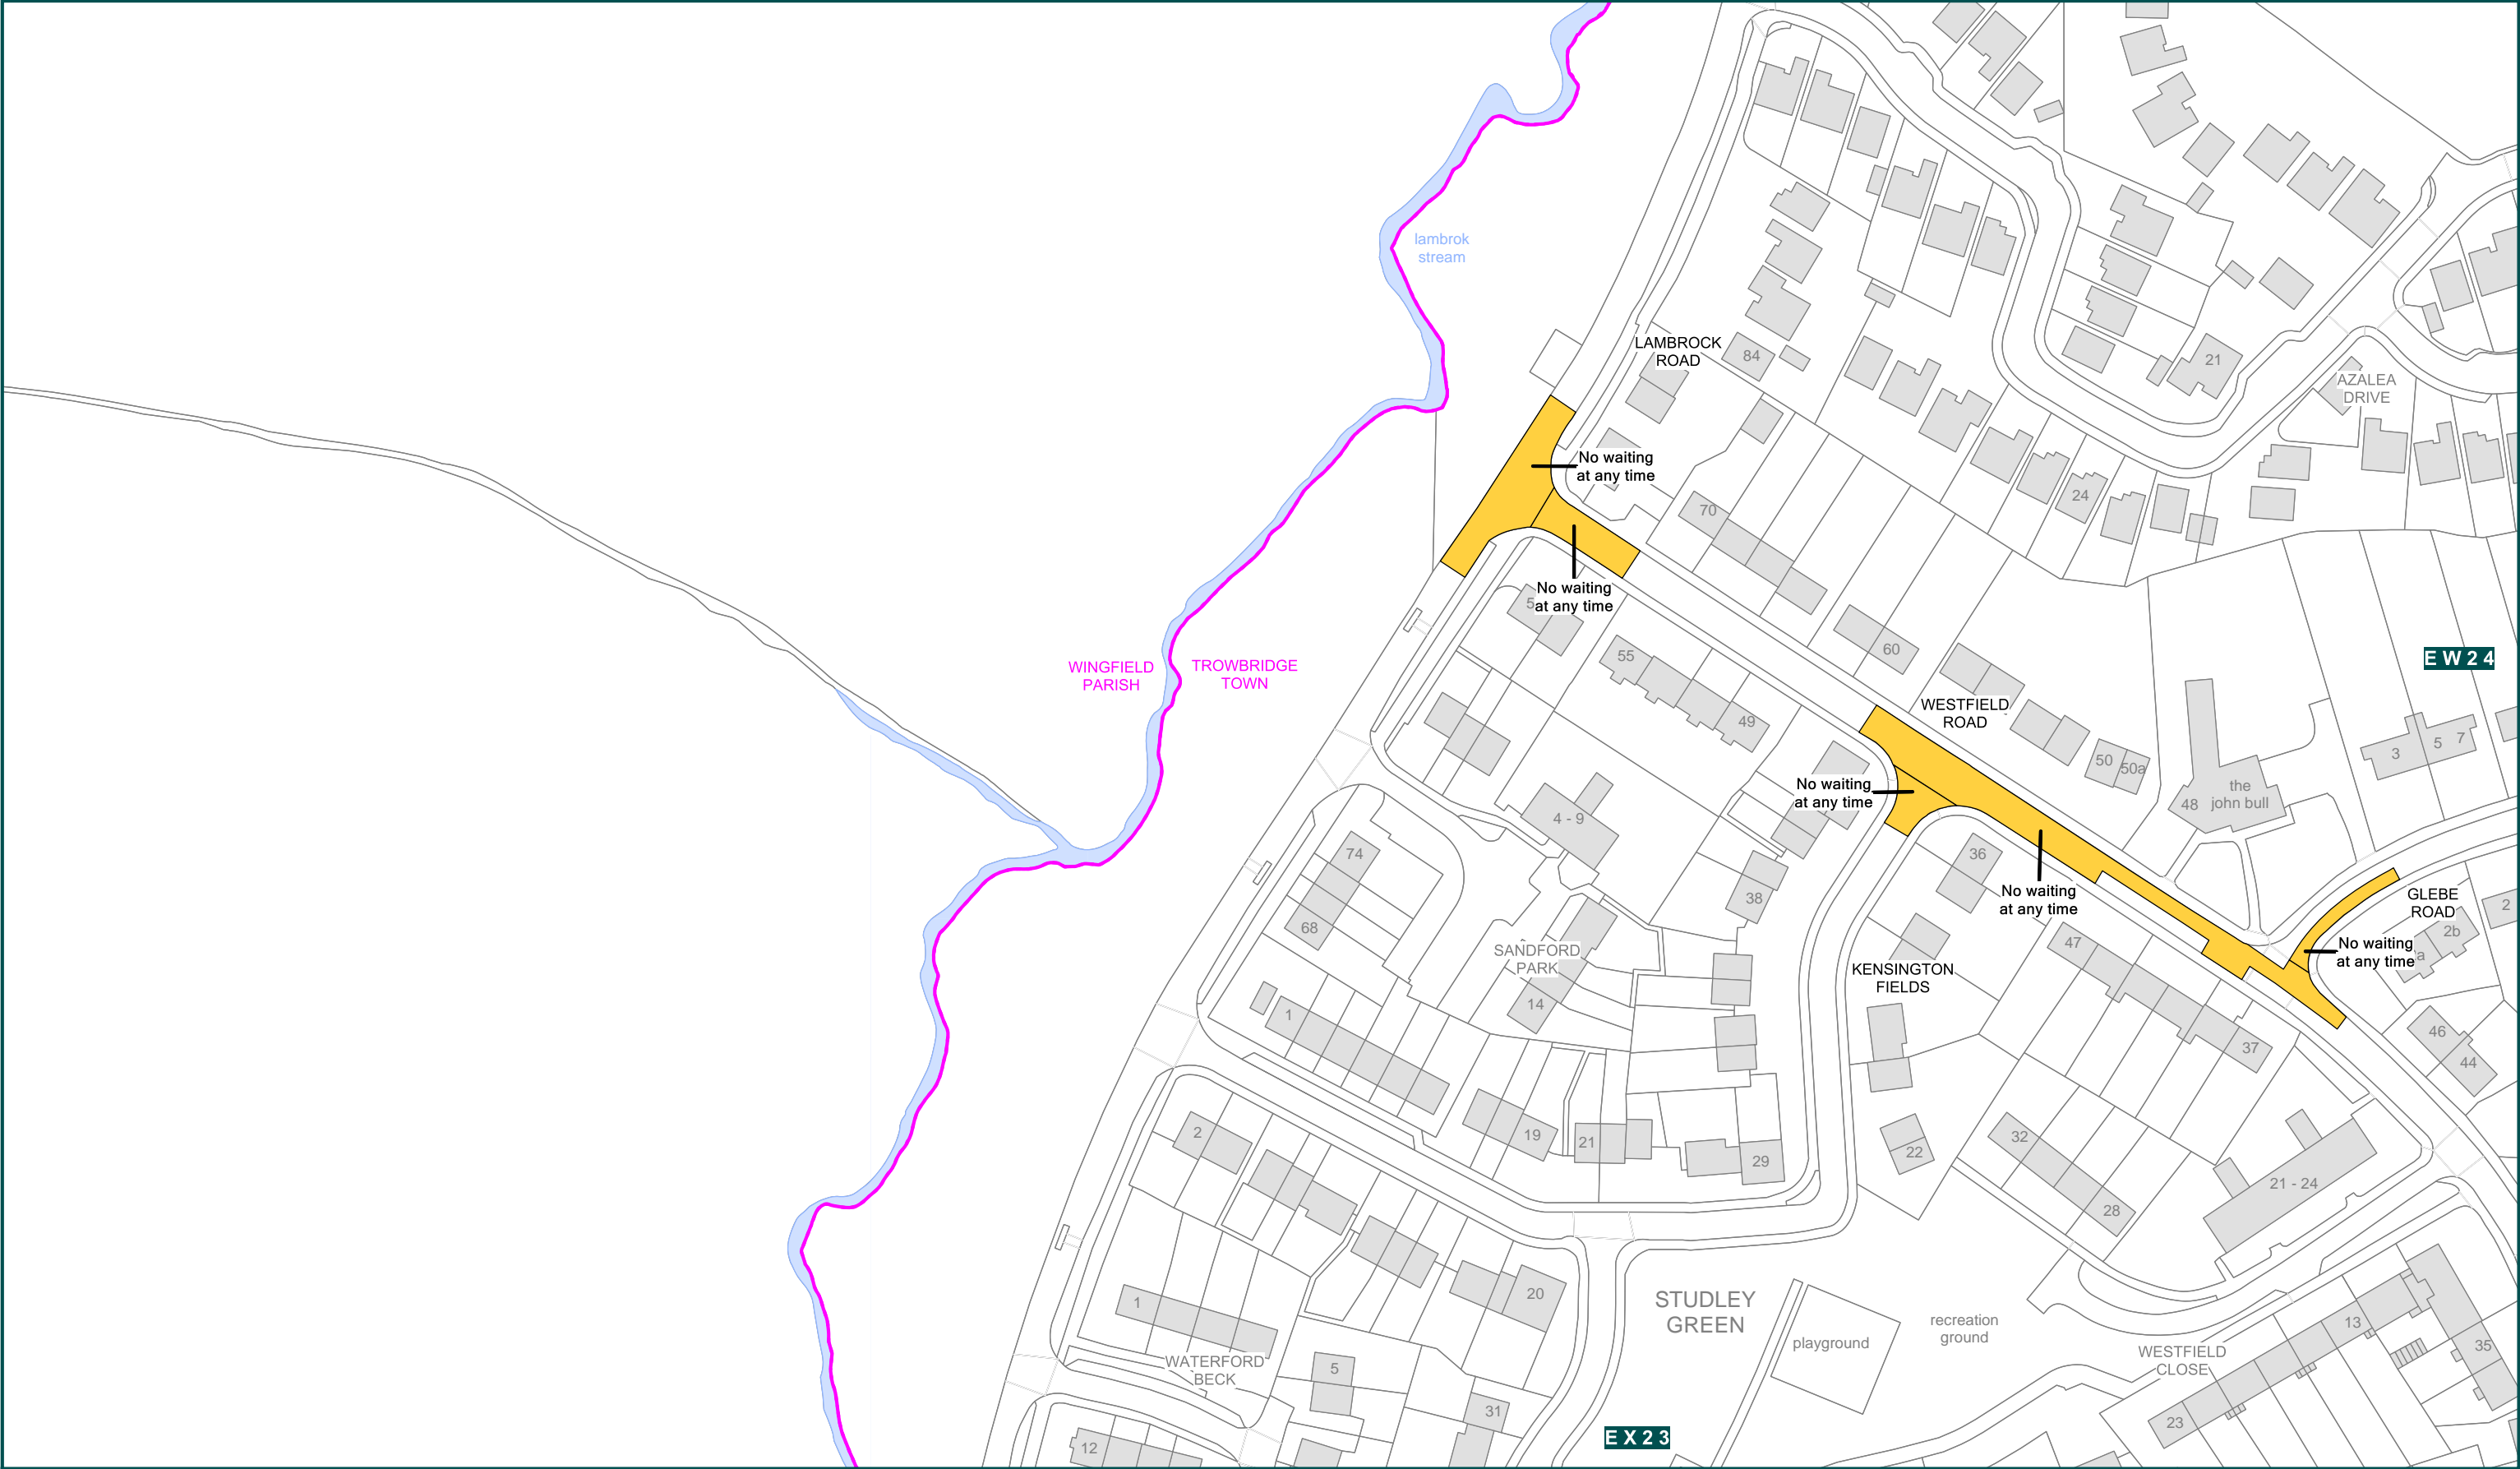 lambrok
stream
LAMBROCK
ROAD
84
21
AZALEA
DRIVE
No waiting
at any time
70
24
No waiting
at any time
55
60
49
WESTFIELD
ROAD
E W 2 4
WINGFIELD
PARISH
TROWBRIDGE
TOWN
50
50a
3
5
7
the
john bull
48
No waiting
at any time
4 - 9
74
68
36
38
No waiting
at any time
GLEBE
ROAD
2
2b
No waiting
at any time
47
37
SANDFORD
PARK
14
KENSINGTON
FIELDS
1
46
44
2
19
21
29
22
32
28
21 - 24
20
1
STUDLEY
GREEN
playground
recreation
ground
13
35
WESTFIELD
CLOSE
23
WATERFORD
BECK
5
31
12
E X 2 3